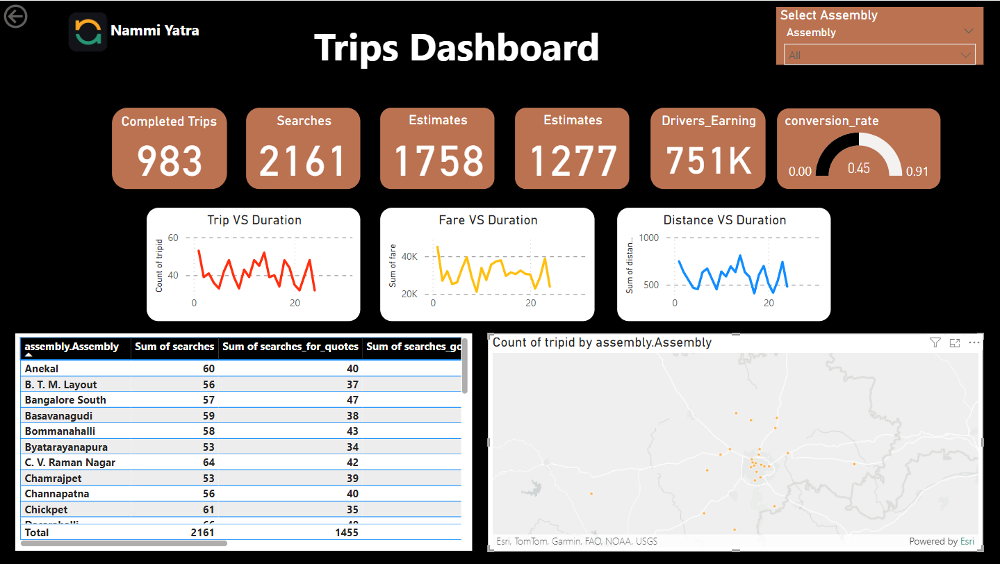 Nammi Yatra
Trips Dashboard
Select Assembly
Assembly
All
Completed Trips
983
Searches
2161
Estimates
1758
Estimates
1277
Drivers_Earning
751K
conversion_rate
0.00
0.45
0.91
Trip VS Duration
Count of tripid
60
40
0
20
Fare VS Duration
Sum of fare
40K
20K
0
20
Distance VS Duration
Sum of distan...
1000
500
0
20
assembly.Assembly Sum of searches Sum of searches_for_quotes Sum of searches_go
Anekal 60 40
B. T. M. Layout 56 37
Bangalore South 57 47
Basavanagudi 59 38
Bommanahalli 58 43
Byatarayanapura 53 34
C. V. Raman Nagar 64 42
Chamrajpet 53 39
Channapatna 56 40
Chickpet 61 35
Total 2161 1455
Count of tripid by assembly.Assembly
Esri, TomTom, Garmin, FAO, NOAA, USGS
Powered by Esri